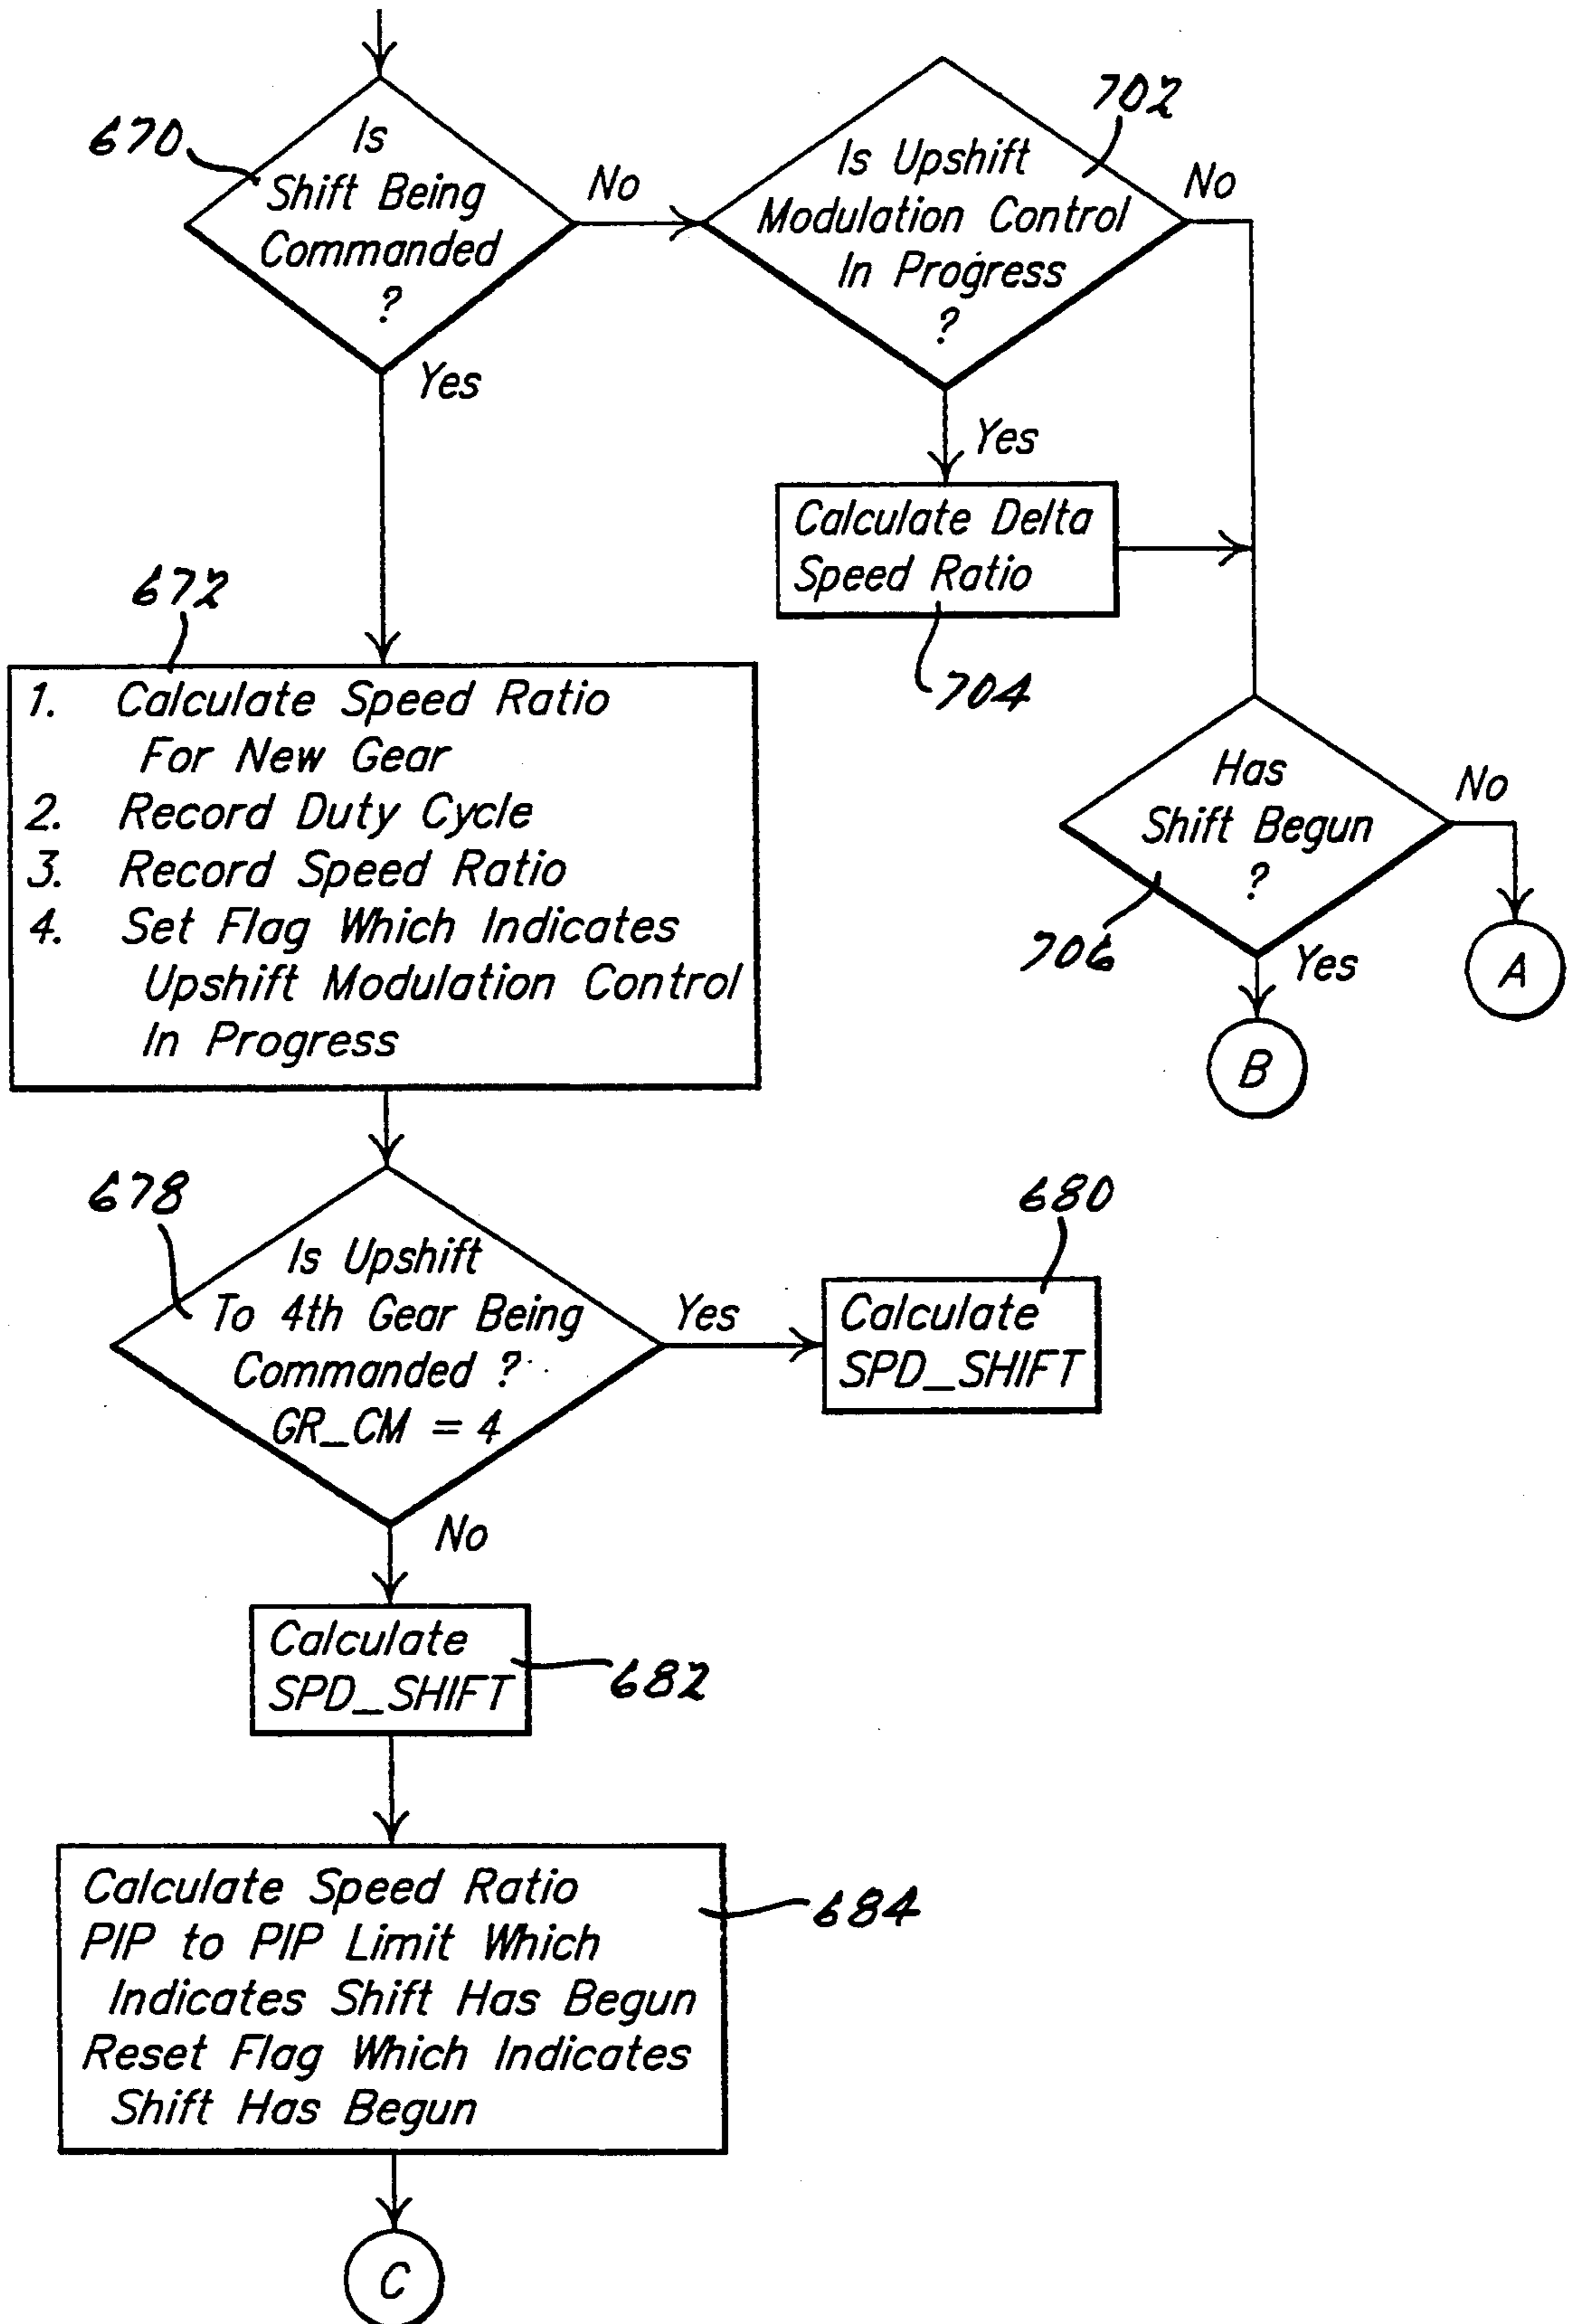 670
Is
Shift Being
Commanded
?
No
Yes
702
Is Upshift
Modulation Control
In Progress
?
No
Yes
Calculate Delta
Speed Ratio
704
672
1. Calculate Speed Ratio
For New Gear
2. Record Duty Cycle
3. Record Speed Ratio
4. Set Flag Which Indicates
Upshift Modulation Control
In Progress
Has
Shift Begun
?
No
706
Yes
A
B
678
Is Upshift
To 4th Gear Being
Commanded ?
GR_CM = 4
Yes
680
Calculate
SPD_SHIFT
No
Calculate
SPD_SHIFT
682
Calculate Speed Ratio
PIP to PIP Limit Which
Indicates Shift Has Begun
Reset Flag Which Indicates
Shift Has Begun
684
C